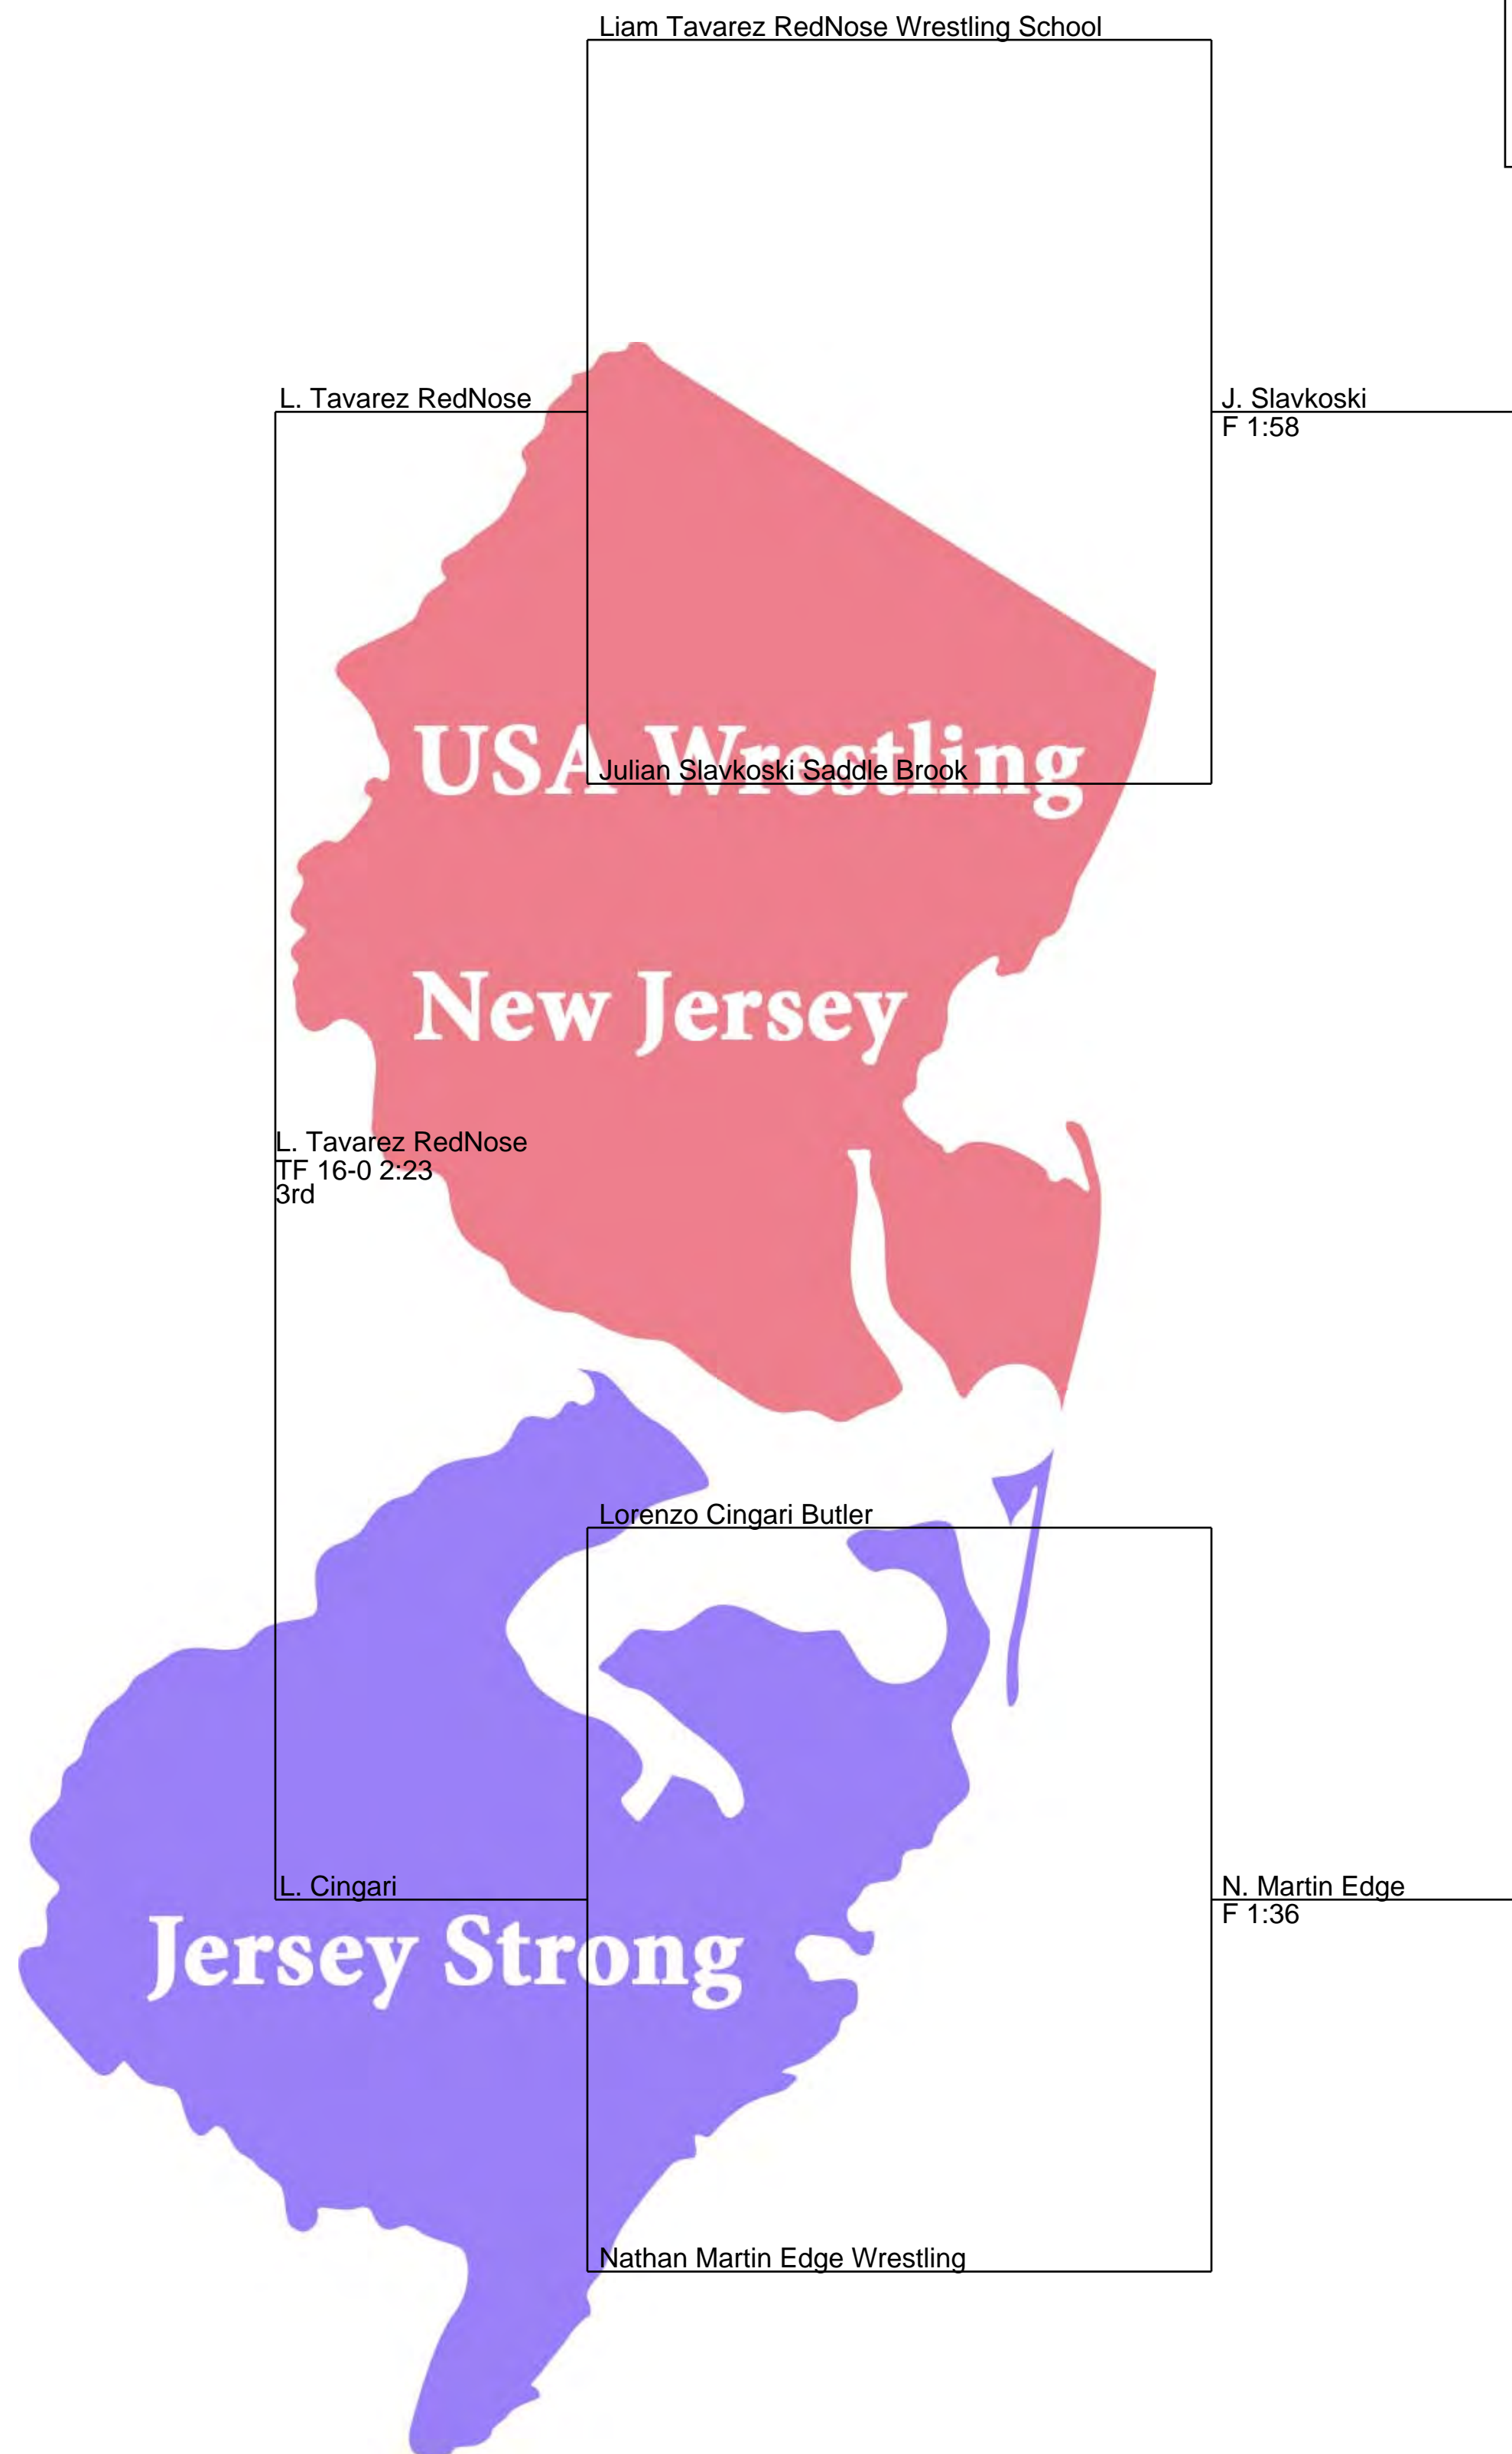 Liam Tavarez RedNose Wrestling School
L. Tavarez RedNose
J. Slavkoski
F 1:58
USA Wrestling
Julian Slavkoski Saddle Brook
New Jersey
L. Tavarez RedNose
TF 16-0 2:23
3rd
Lorenzo Cingari Butler
L. Cingari
N. Martin Edge
F 1:36
Jersey Strong
Nathan Martin Edge Wrestling